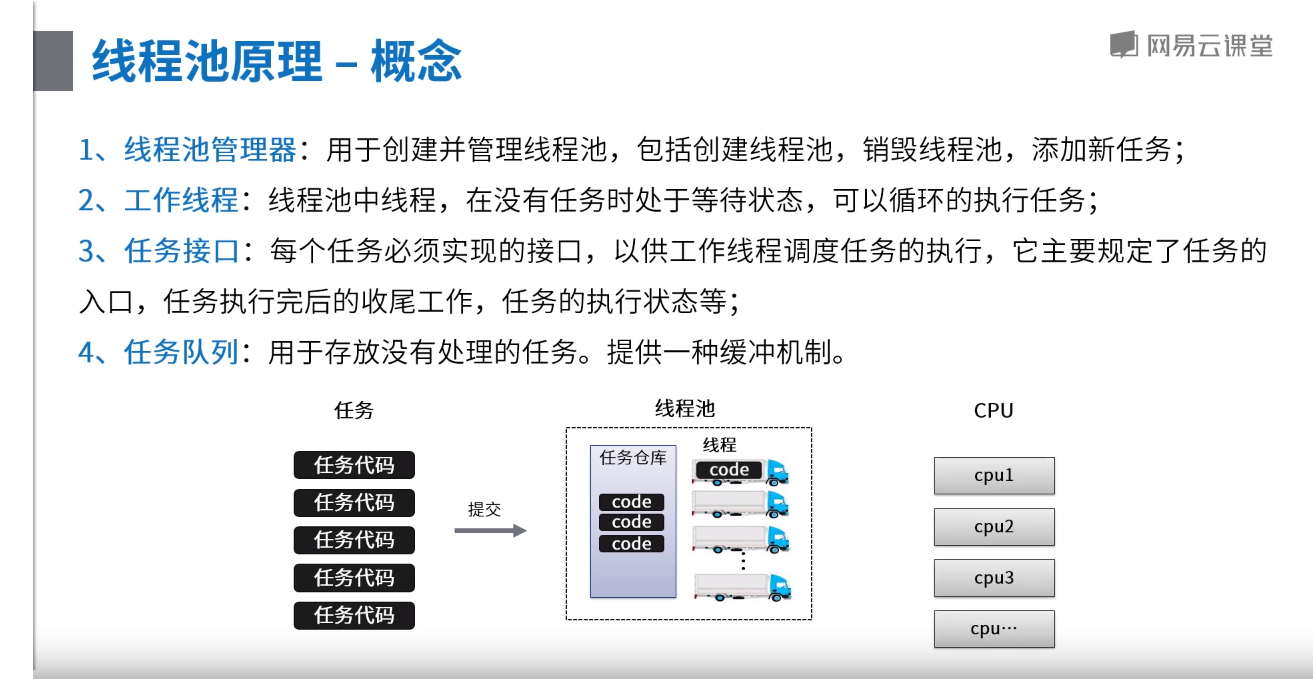 线程池原理 – 概念
网易云课堂
1、线程池管理器：用于创建并管理线程池，包括创建线程池，销毁线程池，添加新任务；
2、工作线程：线程池中线程，在没有任务时处于等待状态，可以循环的执行任务；
3、任务接口：每个任务必须实现的接口，以供工作线程调度任务的执行，它主要规定了任务的
入口，任务执行完后的收尾工作，任务的执行状态等；
4、任务队列：用于存放没有处理的任务。提供一种缓冲机制。
任务
任务代码
任务代码
任务代码
任务代码
任务代码
提交
线程池
任务仓库
code
code
code
线程
code
CPU
cpu1
cpu2
cpu3
cpu…